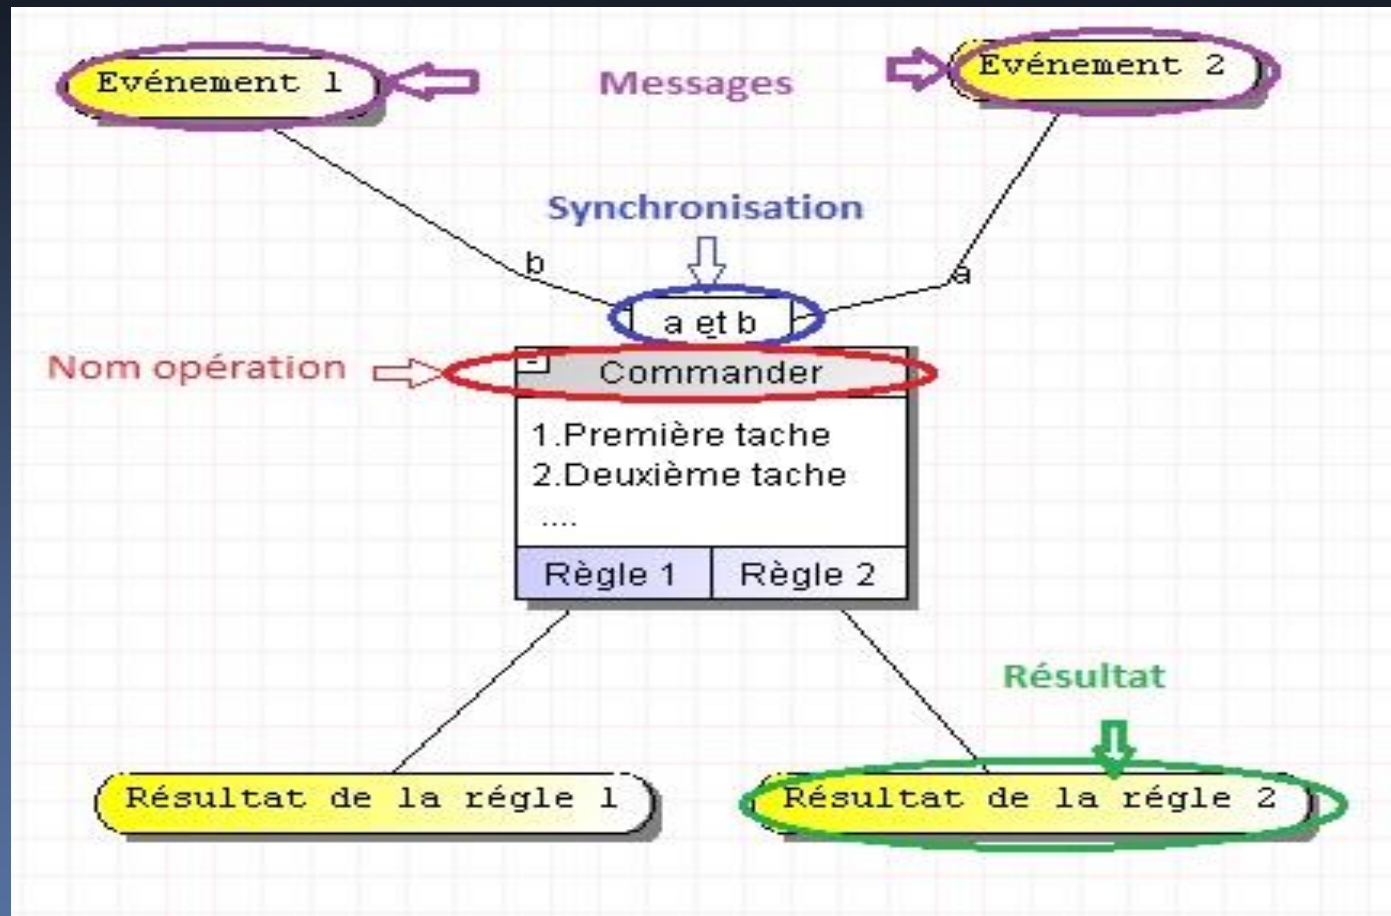 Evénement 1
Messages
Evénement 2
Synchronisation
b
a
a et b
Nom opération
-
Commander
1.Première tache
2.Deuxième tache
....
Règle 1
Règle 2
Résultat
Résultat de la régle 1
Résultat de la régle 2